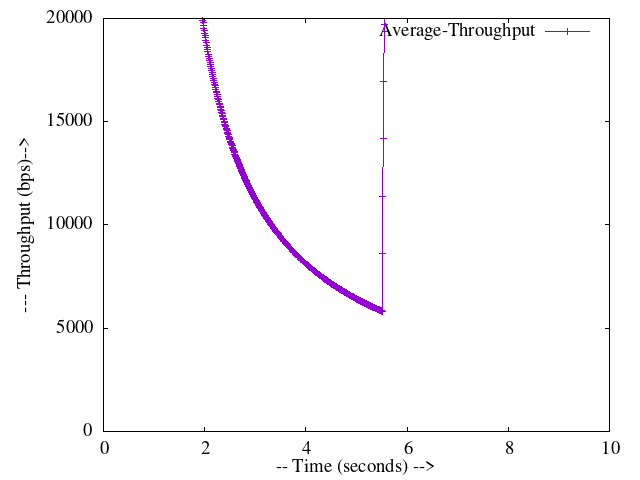 20000
Average-Throughput
15000
10000
5000
0
--- Throughput (bps)-->
0 2 4 6 8 10
-- Time (seconds) -->